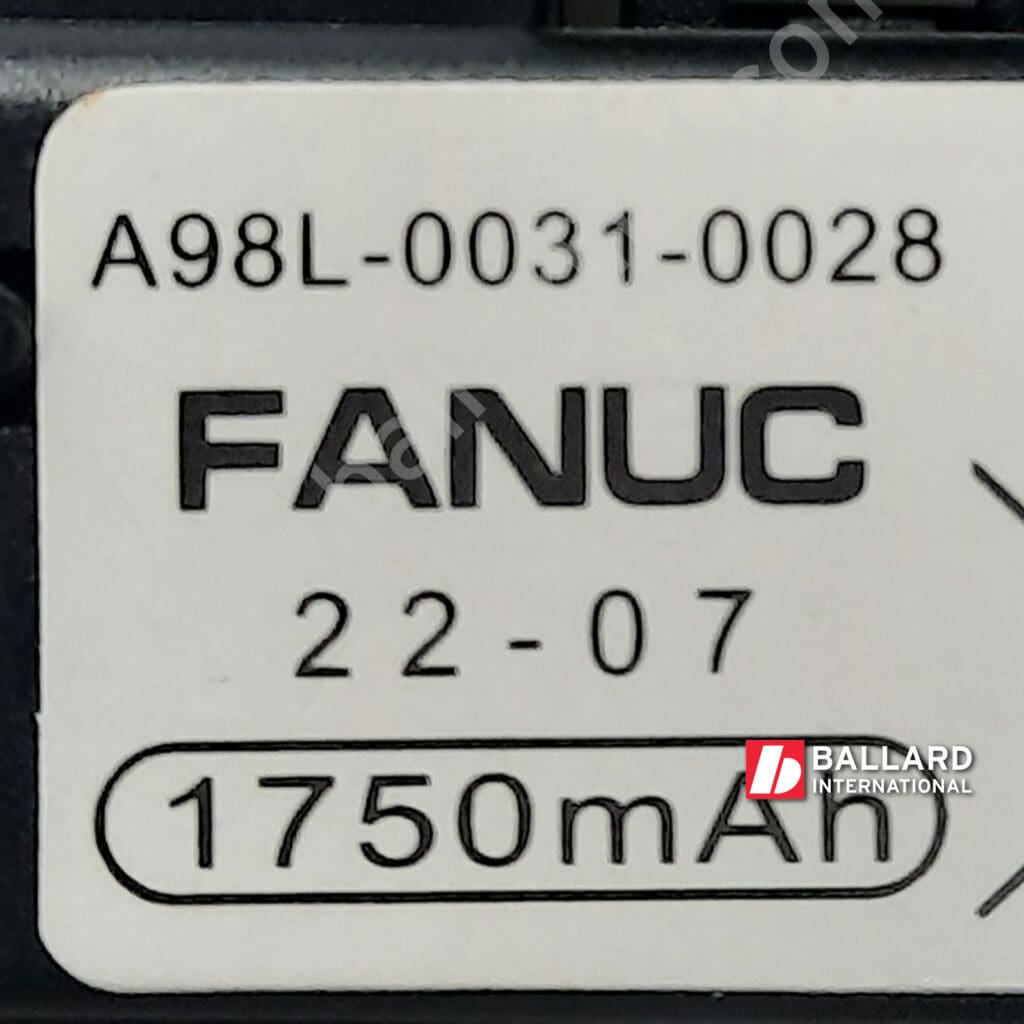 A98L-0031-0028
FANUC
22-07
1750mAh
BALLARD
INTERNATIONAL